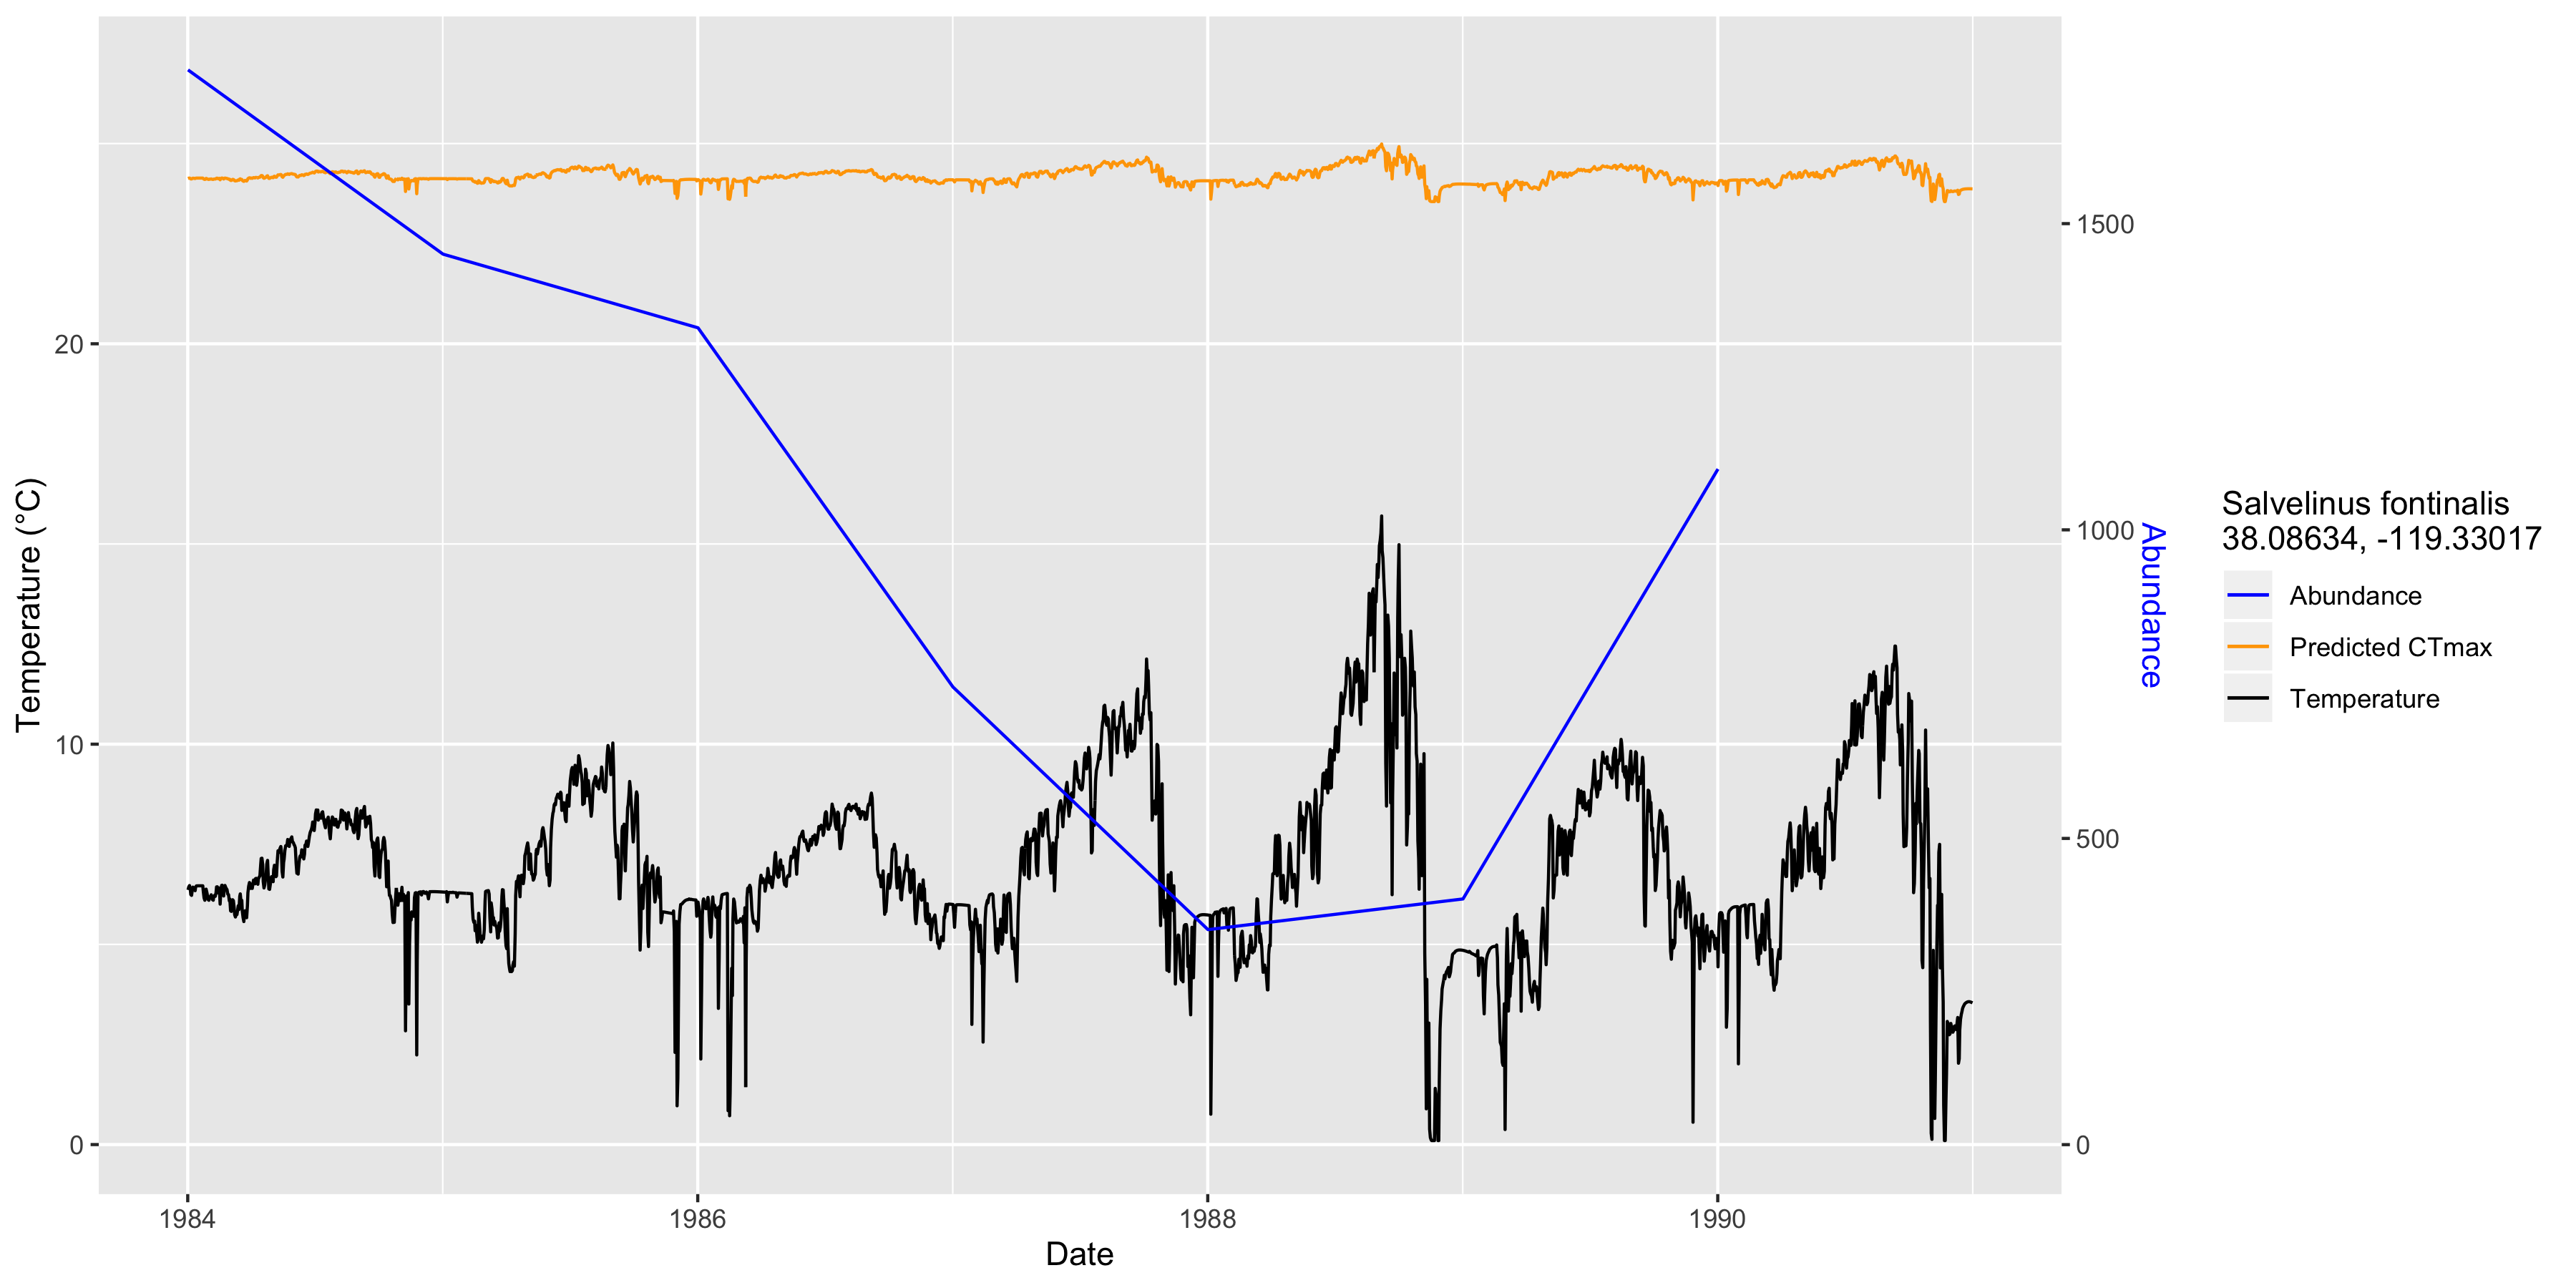 Temperature (°C)
20
10
0
1984
1986
1988
1990
Date
1500
1000
500
0
Abundance
Salvelinus fontinalis
38.08634, -119.33017
Abundance
Predicted CTmax
Temperature